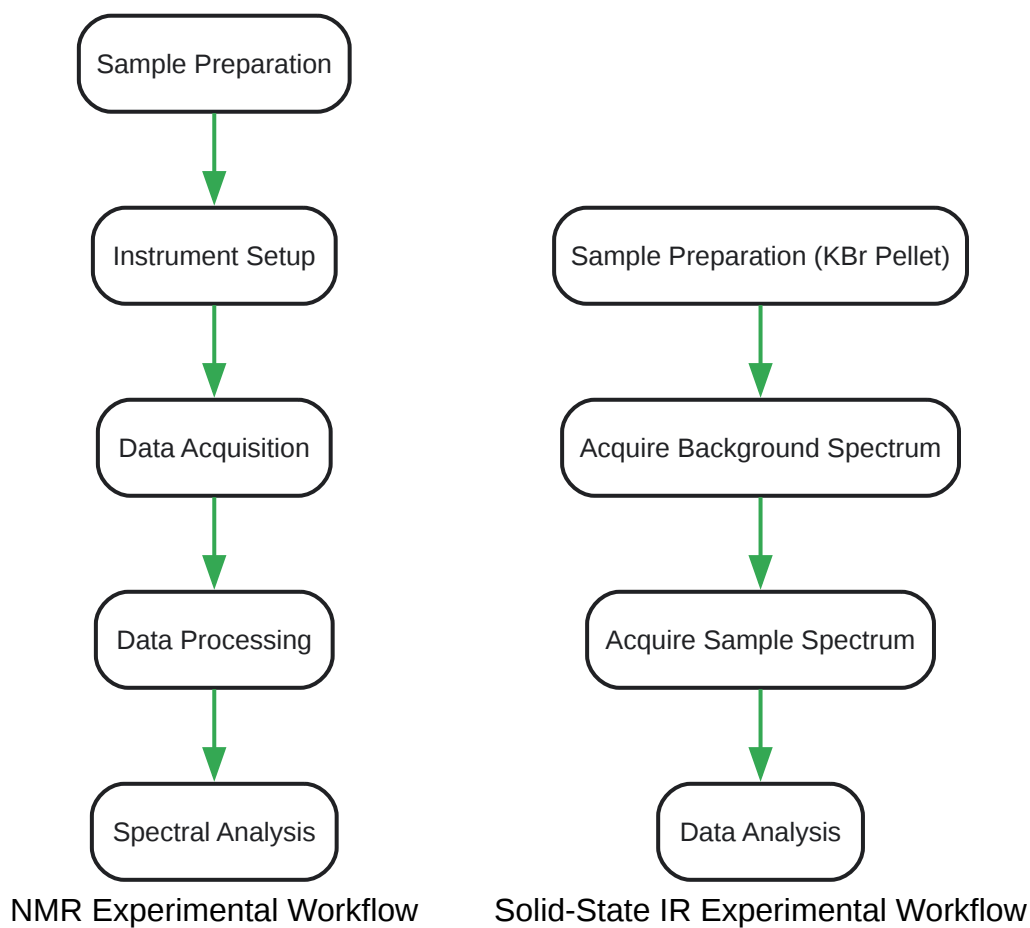 Sample Preparation
Instrument Setup
Data Acquisition
Data Processing
Spectral Analysis
NMR Experimental Workflow
Sample Preparation (KBr Pellet)
Acquire Background Spectrum
Acquire Sample Spectrum
Data Analysis
Solid-State IR Experimental Workflow